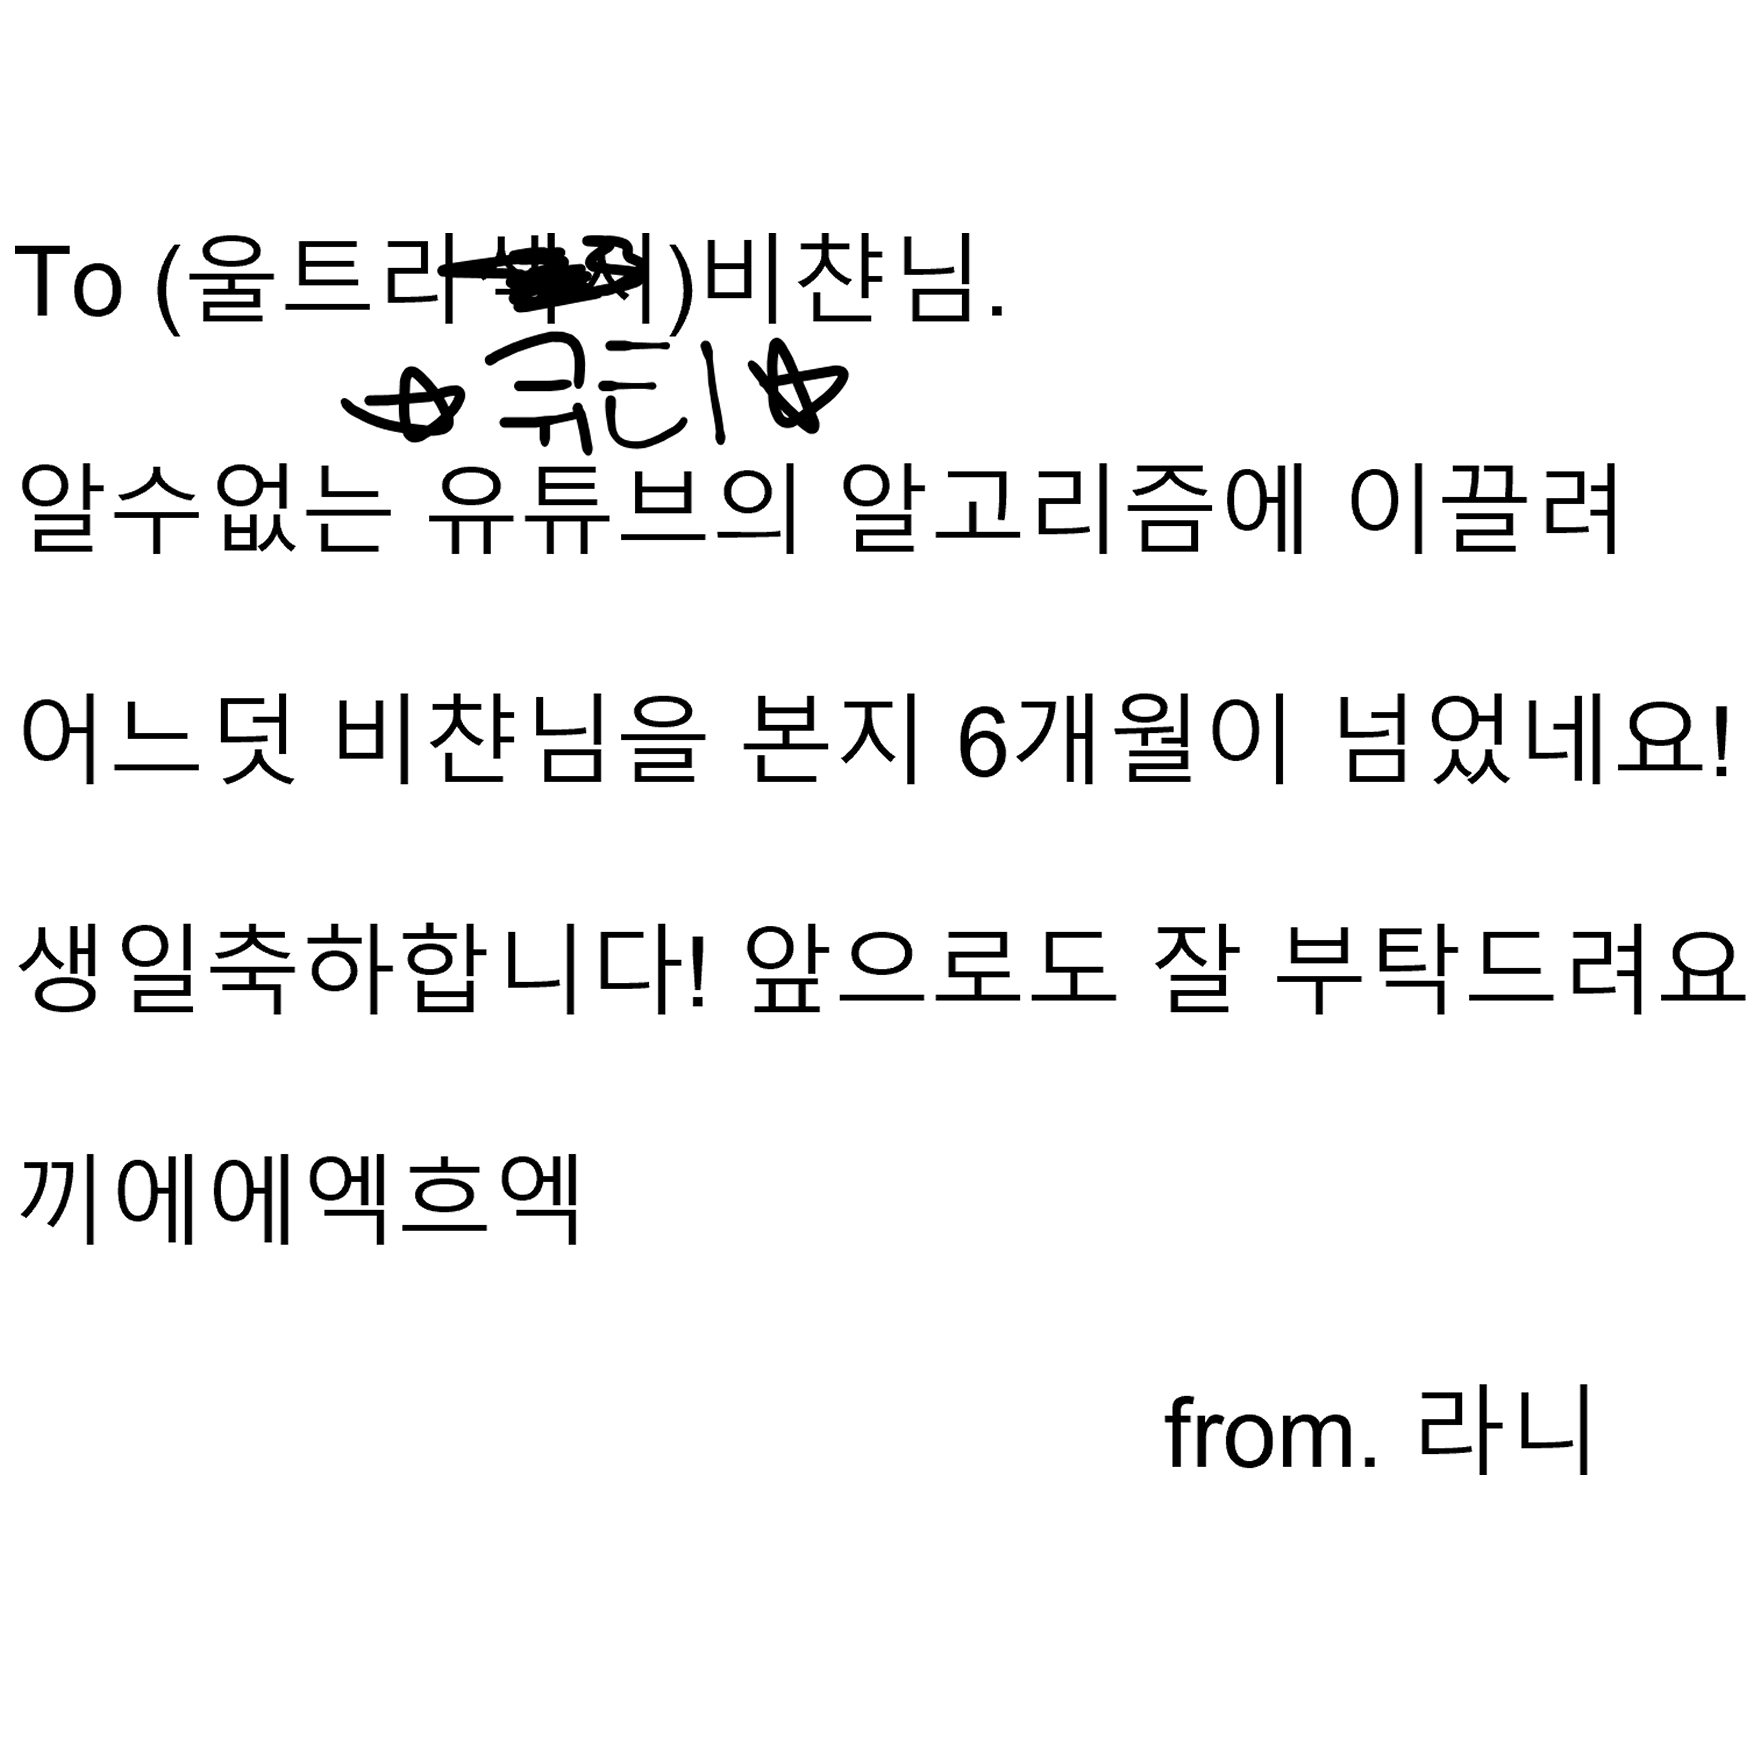 To (울트라 )비챤님.
☆큐티☆
알수없는 유튜브의 알고리즘에 이끌려
어느덧 비챤님을 본지 6개월이 넘었네요!
생일축하합니다! 앞으로도 잘 부탁드려요
끼에에엑흐엑
from. 라니